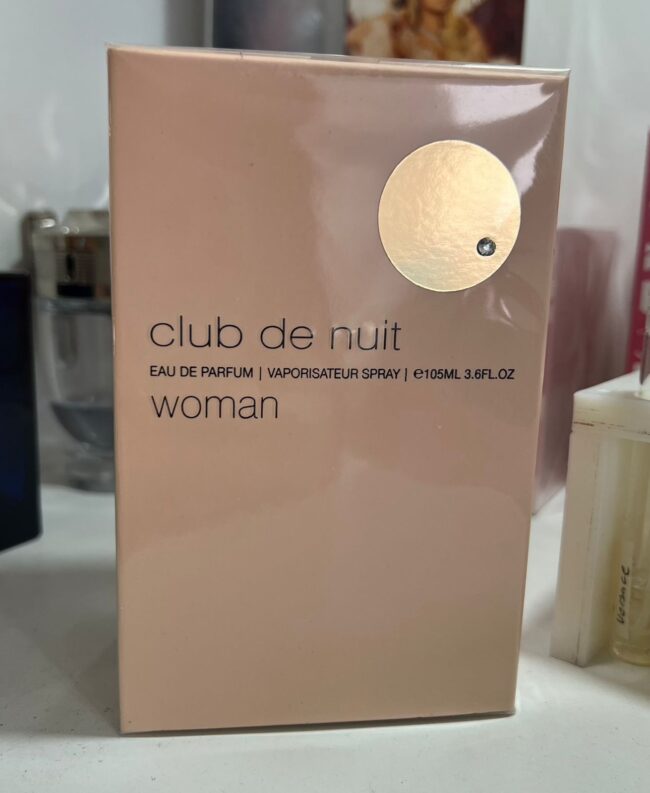 club de nuit
EAU DE PARFUM | VAPORISATEUR SPRAY | ℮105ML 3.6FL.OZ
woman